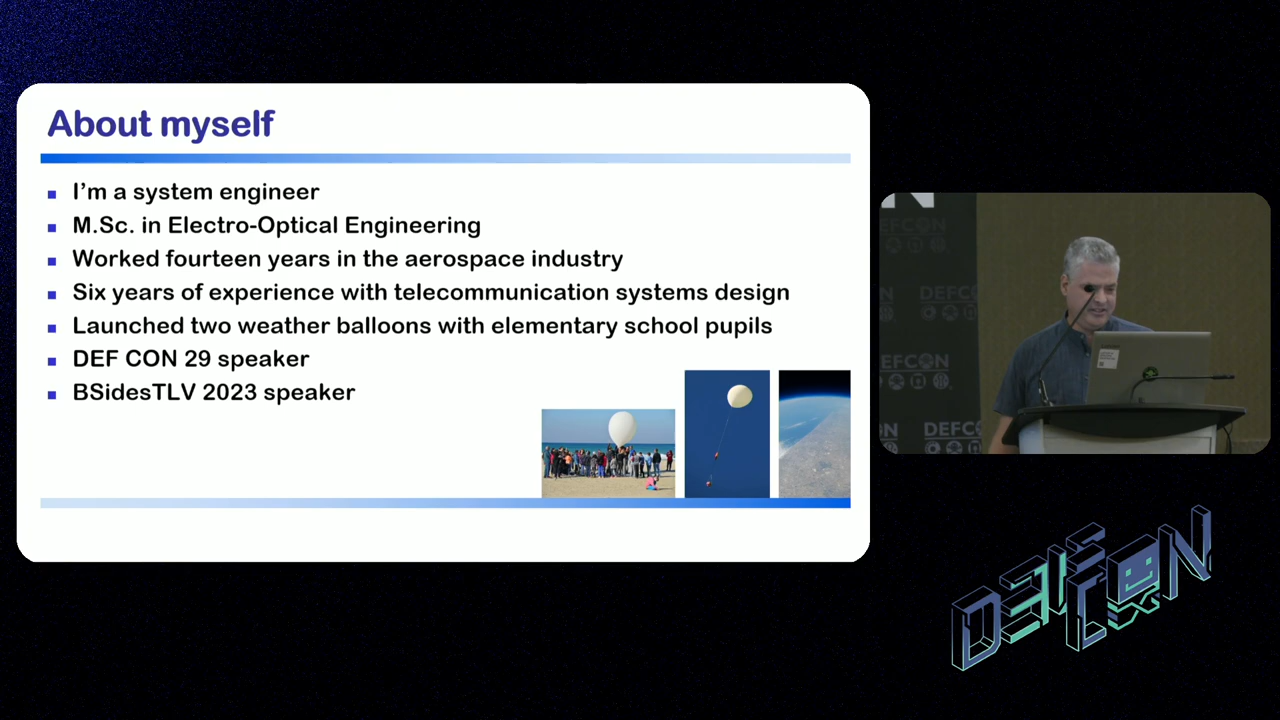 About myself
I'm a system engineer
M.Sc. in Electro-Optical Engineering
Worked fourteen years in the aerospace industry
Six years of experience with telecommunication systems design
Launched two weather balloons with elementary school pupils
DEF CON 29 speaker
BSidesTLV 2023 speaker
DEFCON
DEFCON
DEFCON
DEFCON
DEFCON